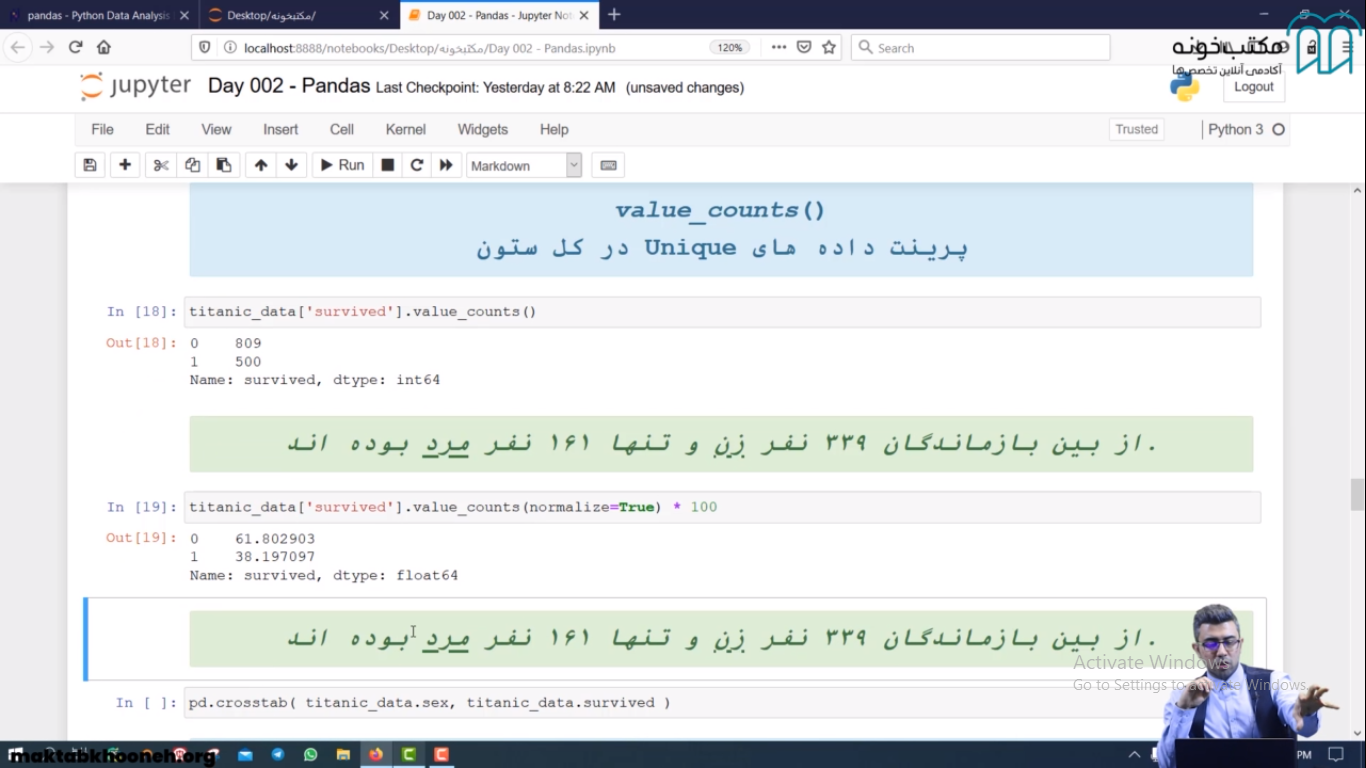 pandas - Python Data Analysis
Desktop/مکتبخونه/
Day 002 - Pandas - Jupyter Not
localhost:8888/notebooks/Desktop/مکتبخونه/Day 002 - Pandas.ipynb
120%
Search
مکتب‌خونه
آکادمی آنلاین تخصص‌ها
jupyter Day 002 - Pandas Last Checkpoint: Yesterday at 8:22 AM (unsaved changes)
Logout
File Edit View Insert Cell Kernel Widgets Help
Trusted
Python 3
Run
Markdown
value_counts()
پرینت داده های Unique در کل ستون
In [18]: titanic_data['survived'].value_counts()
Out[18]: 0 809
1 500
Name: survived, dtype: int64
از بین بازماندگان ۳۳۹ نفر زن و تنها ۱۶۱ نفر مرد بوده اند.
In [19]: titanic_data['survived'].value_counts(normalize=True) * 100
Out[19]: 0 61.802903
1 38.197097
Name: survived, dtype: float64
از بین بازماندگان ۳۳۹ نفر زن و تنها ۱۶۱ نفر مرد بوده اند.
Activate Windows
Go to Settings to activate Windows.
In [ ]: pd.crosstab( titanic_data.sex, titanic_data.survived )
maktabkhooneh.org
PM